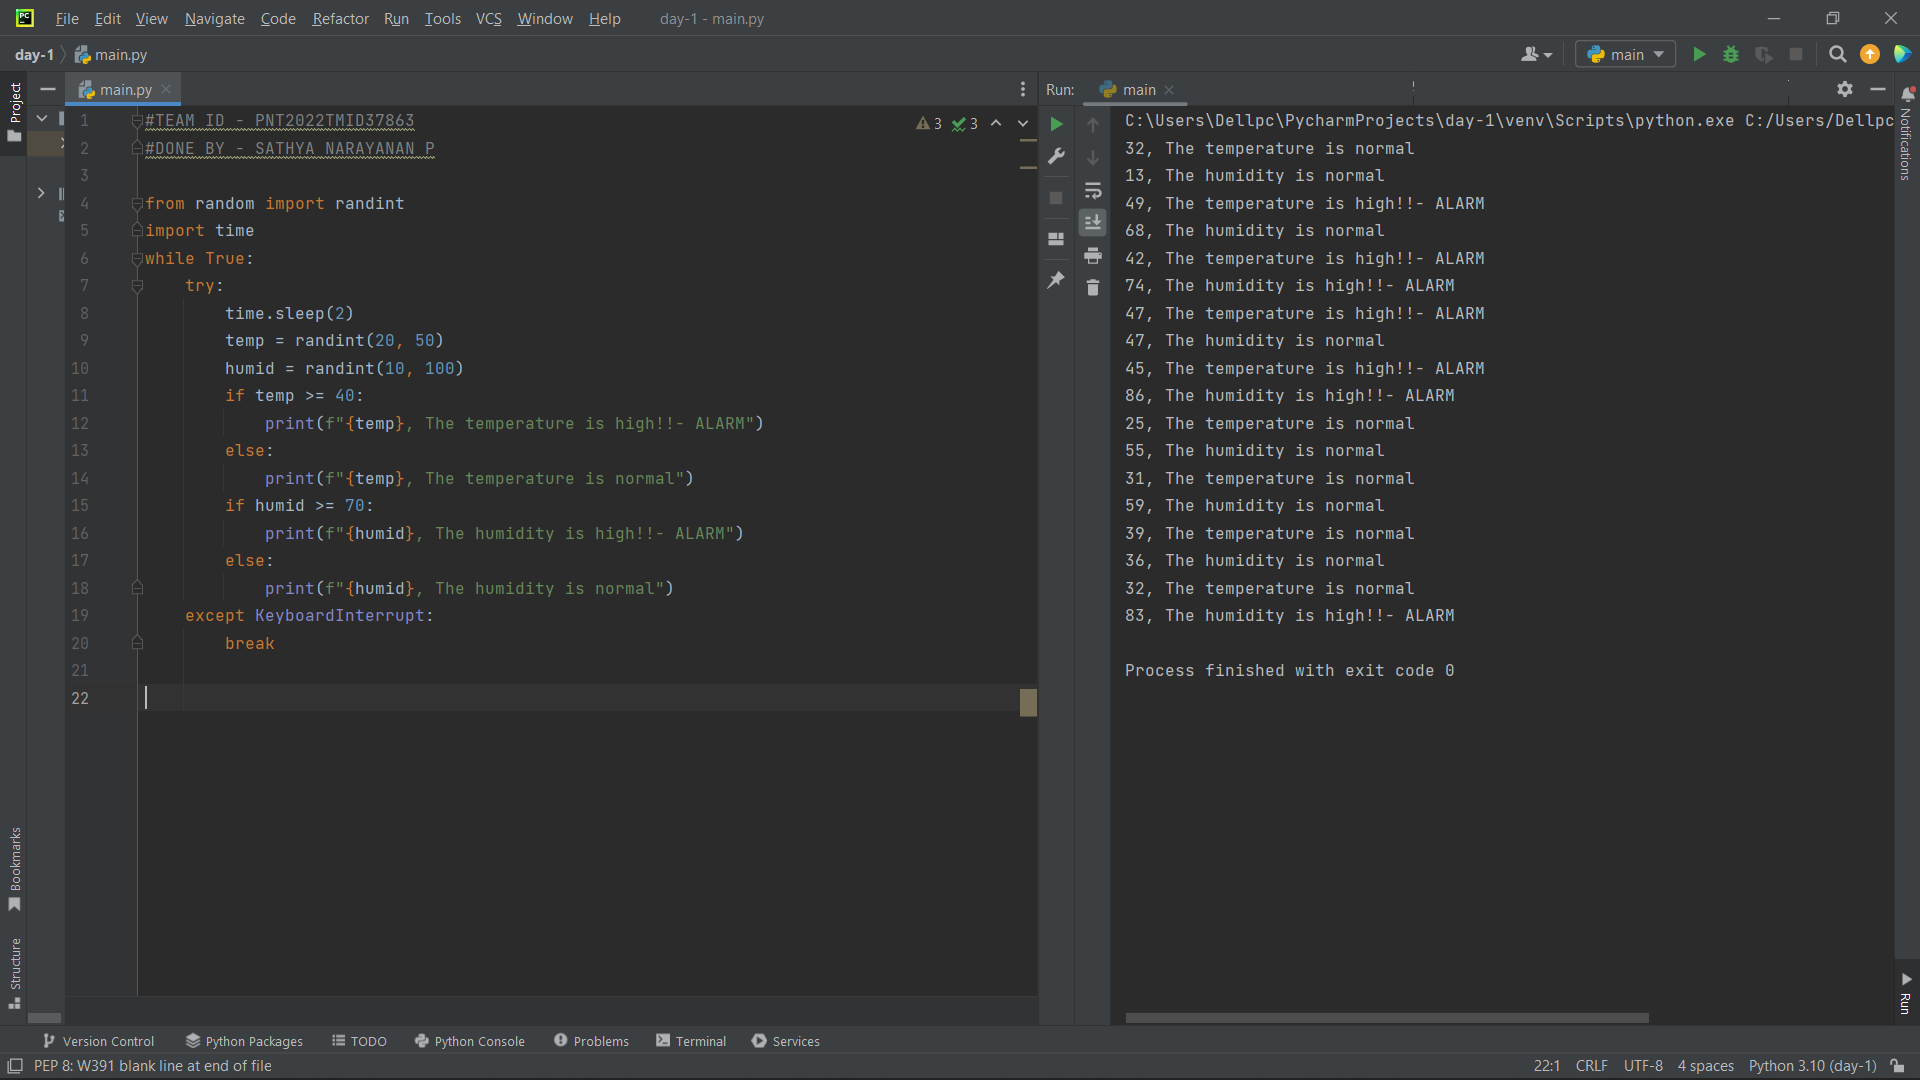 File Edit View Navigate Code Refactor Run Tools VCS Window Help day-1 - main.py
day-1 main.py main
Project
main.py
Run: main
Notifications
1 #TEAM ID - PNT2022TMID37863
2 #DONE BY - SATHYA NARAYANAN P
3
4 from random import randint
5 import time
6 while True:
7     try:
8         time.sleep(2)
9         temp = randint(20, 50)
10         humid = randint(10, 100)
11         if temp >= 40:
12             print(f"{temp}, The temperature is high!!- ALARM")
13         else:
14             print(f"{temp}, The temperature is normal")
15         if humid >= 70:
16             print(f"{humid}, The humidity is high!!- ALARM")
17         else:
18             print(f"{humid}, The humidity is normal")
19     except KeyboardInterrupt:
20         break
21
22
3 3
C:\Users\Dellpc\PycharmProjects\day-1\venv\Scripts\python.exe C:/Users/Dellpc
32, The temperature is normal
13, The humidity is normal
49, The temperature is high!!- ALARM
68, The humidity is normal
42, The temperature is high!!- ALARM
74, The humidity is high!!- ALARM
47, The temperature is high!!- ALARM
47, The humidity is normal
45, The temperature is high!!- ALARM
86, The humidity is high!!- ALARM
25, The temperature is normal
55, The humidity is normal
31, The temperature is normal
59, The humidity is normal
39, The temperature is normal
36, The humidity is normal
32, The temperature is normal
83, The humidity is high!!- ALARM
Process finished with exit code 0
Bookmarks
Structure
Run
Version Control Python Packages TODO Python Console Problems Terminal Services
PEP 8: W391 blank line at end of file 22:1 CRLF UTF-8 4 spaces Python 3.10 (day-1)